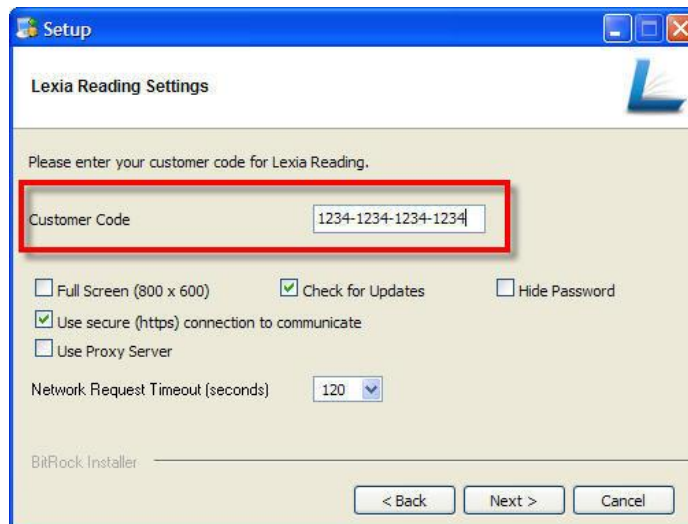 Setup
Lexia Reading Settings
Please enter your customer code for Lexia Reading.
Customer Code 1234-1234-1234-1234
Full Screen (800 x 600) Check for Updates Hide Password
Use secure (https) connection to communicate
Use Proxy Server
Network Request Timeout (seconds) 120
BitRock Installer
< Back Next > Cancel